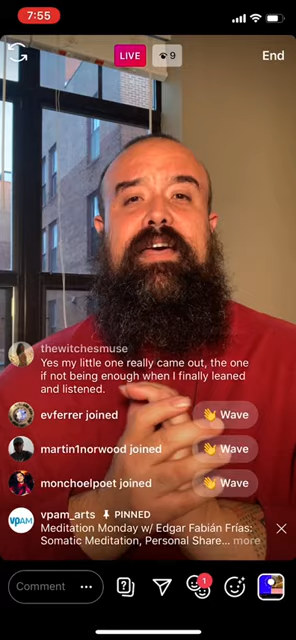 7:55
LIVE
9
End
thewitchesmuse
Yes my little one really came out, the one
if not being enough when I finally leaned
and listened.
evferrer joined
👋 Wave
martin1norwood joined
👋 Wave
monchoelpoet joined
👋 Wave
VPAM
vpam_arts PINNED
Meditation Monday w/ Edgar Fabián Frías:
Somatic Meditation, Personal Share... more
Comment
1